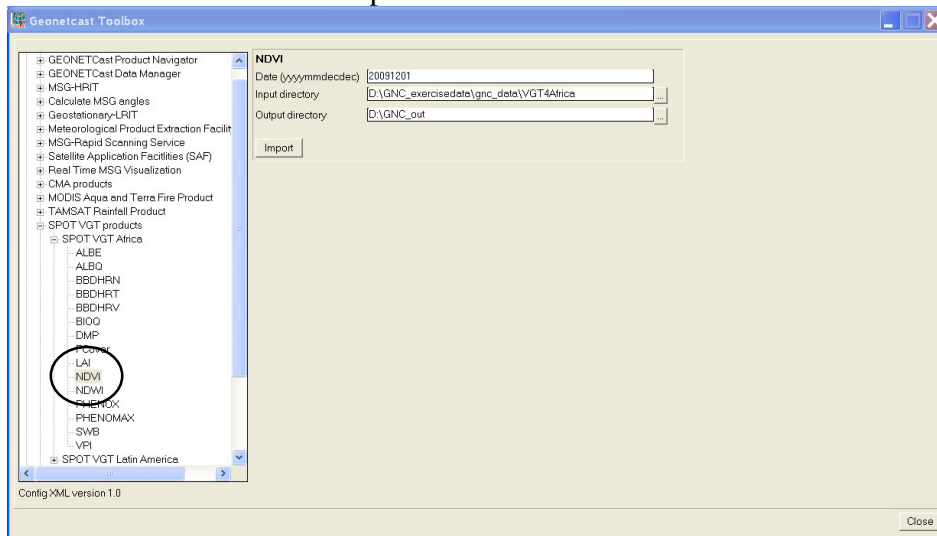 Geonetcast Toolbox
GEONETCast Product Navigator
GEONETCast Data Manager
MSG-HRIT
Calculate MSG angles
Geostationary-LRIT
Meteorological Product Extraction Facilit
MSG-Rapid Scanning Service
Satellite Application Facitlities (SAF)
Real Time MSG Visualization
CMA products
MODIS Aqua and Terra Fire Product
TAMSAT Rainfall Product
SPOT VGT products
SPOT VGT Africa
ALBE
ALBQ
BBDHRN
BBDHRT
BBDHRV
BIOQ
DMP
FCover
LAI
NDVI
NDWI
PHENOX
PHENOMAX
SWB
VPI
SPOT VGT Latin America
Config XML version 1.0
NDVI
Date (yyyymmdecdec) 20091201
Input directory D:\GNC_exercisedata\gnc_data\VGT4Africa ...
Output directory D:\GNC_out ...
Import
Close